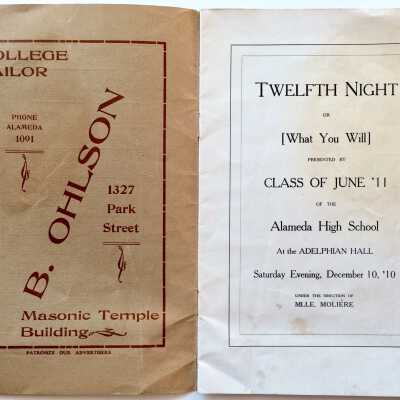 COLLEGE
TAILOR
PHONE
ALAMEDA
1091
B. OHLSON
1327
Park
Street
Masonic Temple
Building
PATRONIZE OUR ADVERTISERS
TWELFTH NIGHT
OR
[What You Will]
PRESENTED BY
CLASS OF JUNE '11
OF THE
Alameda High School
At the ADELPHIAN HALL
Saturday Evening, December 10, '10
UNDER THE DIRECTION OF
MLLE. MOLIÈRE